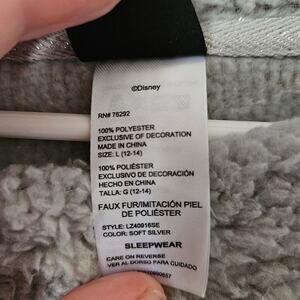 ©Disney
RN# 76292
100% POLYESTER
EXCLUSIVE OF DECORATION
MADE IN CHINA
SIZE: L (12-14)
100% POLIÉSTER
EXCLUSIVO DE DECORACIÓN
HECHO EN CHINA
TALLA: G (12-14)
FAUX FUR/IMITACIÓN PIEL
DE POLIÉSTER
STYLE: LZ40916SE
COLOR: SOFT SILVER
SLEEPWEAR
CARE ON REVERSE
VER AL DORSO PARA CUIDADO